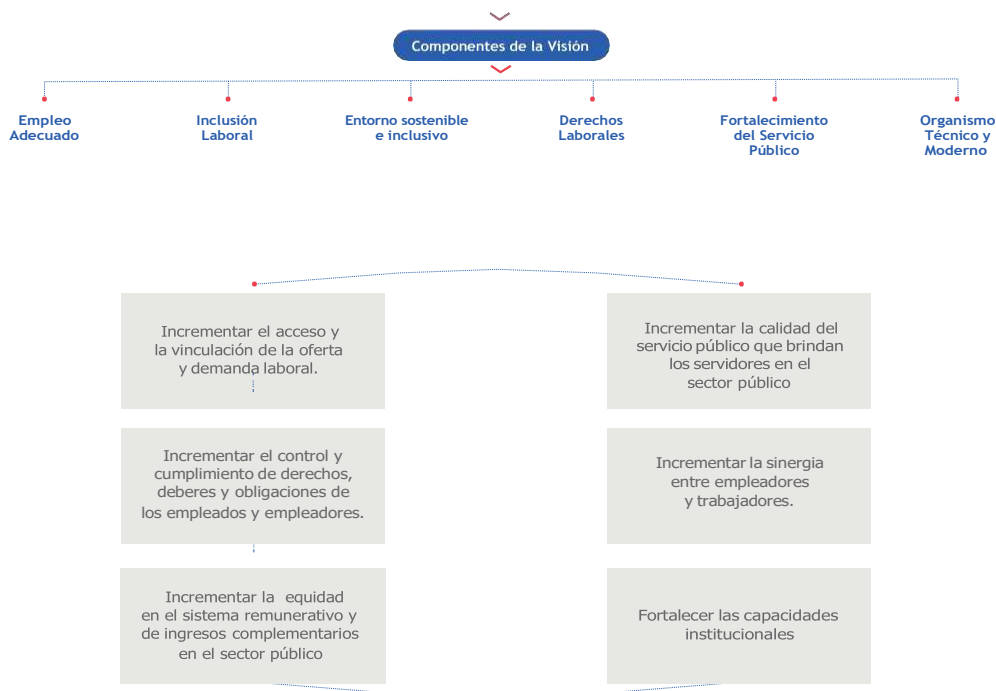 Componentes de la Visión
Empleo
Adecuado
Inclusión
Laboral
Entorno sostenible
e inclusivo
Derechos
Laborales
Fortalecimiento
del Servicio
Público
Organismo
Técnico y
Moderno
Incrementar el acceso y
la vinculación de la oferta
y demanda laboral.
Incrementar la calidad del
servicio público que brindan
los servidores en el
sector público
Incrementar el control y
cumplimiento de derechos,
deberes y obligaciones de
los empleados y empleadores.
Incrementar la sinergia
entre empleadores
y trabajadores.
Incrementar la equidad
en el sistema remunerativo y
de ingresos complementarios
en el sector público
Fortalecer las capacidades
institucionales